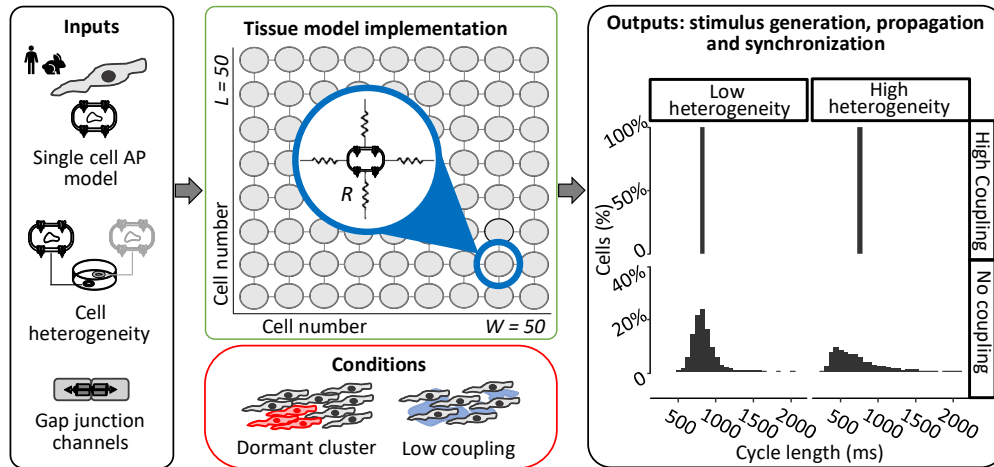 Inputs
Single cell AP
model
Cell
heterogeneity
Gap junction
channels
Tissue model implementation
L = 50
Cell number
R
Cell number
W = 50
Conditions
Dormant cluster
Low coupling
Outputs: stimulus generation, propagation
and synchronization
Low
heterogeneity
High
heterogeneity
100%
50%
0
High Coupling
Cells (%)
40%
20%
0
No coupling
500
1000
1500
2000
500
1000
1500
2000
Cycle length (ms)